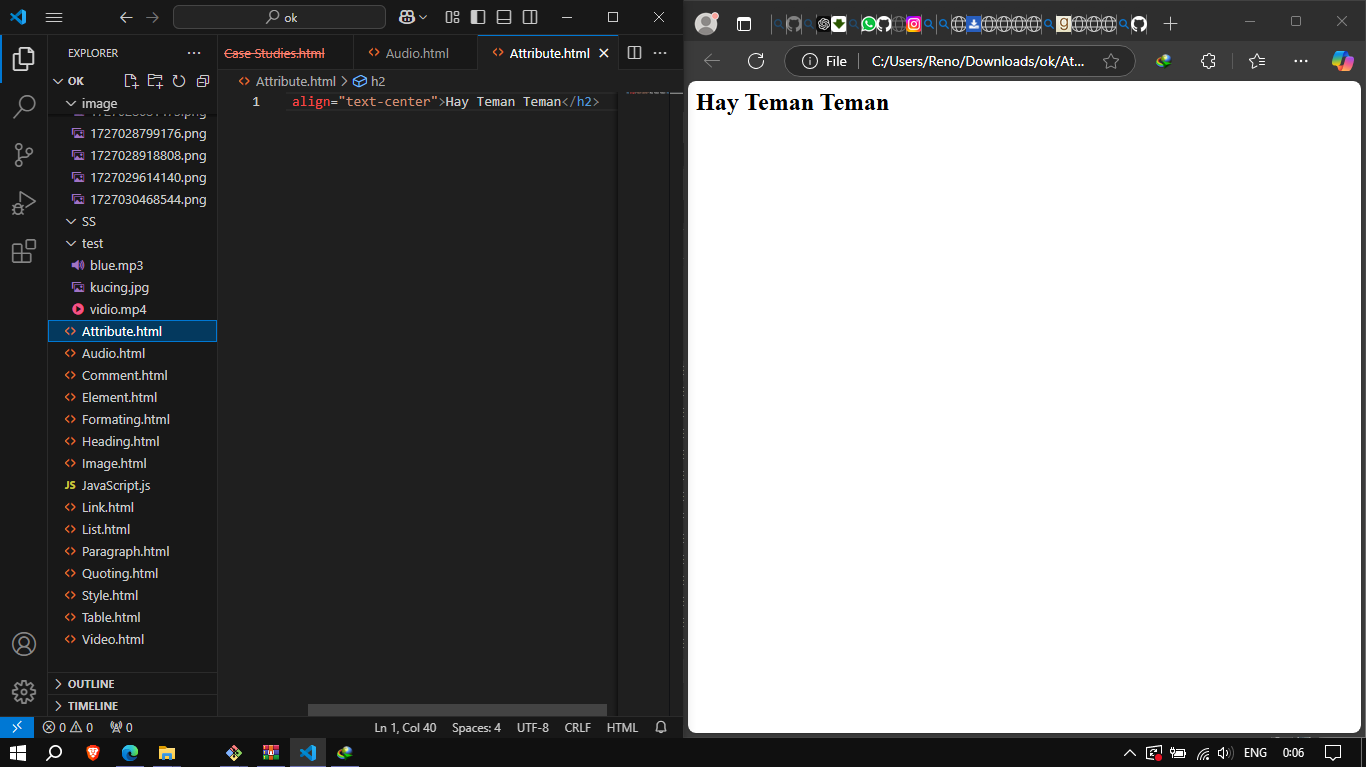 ok
EXPLORER
Case Studies.html
Audio.html
Attribute.html
OK
Attribute.html > h2
image
1 align="text-center">Hay Teman Teman</h2>
1727028799176.png
1727028918808.png
1727029614140.png
1727030468544.png
SS
test
blue.mp3
kucing.jpg
vidio.mp4
Attribute.html
Audio.html
Comment.html
Element.html
Formating.html
Heading.html
Image.html
JS JavaScript.js
Link.html
List.html
Paragraph.html
Quoting.html
Style.html
Table.html
Video.html
OUTLINE
TIMELINE
0 0 0 Ln 1, Col 40 Spaces: 4 UTF-8 CRLF HTML
File C:/Users/Reno/Downloads/ok/At...
Hay Teman Teman
ENG 0:06